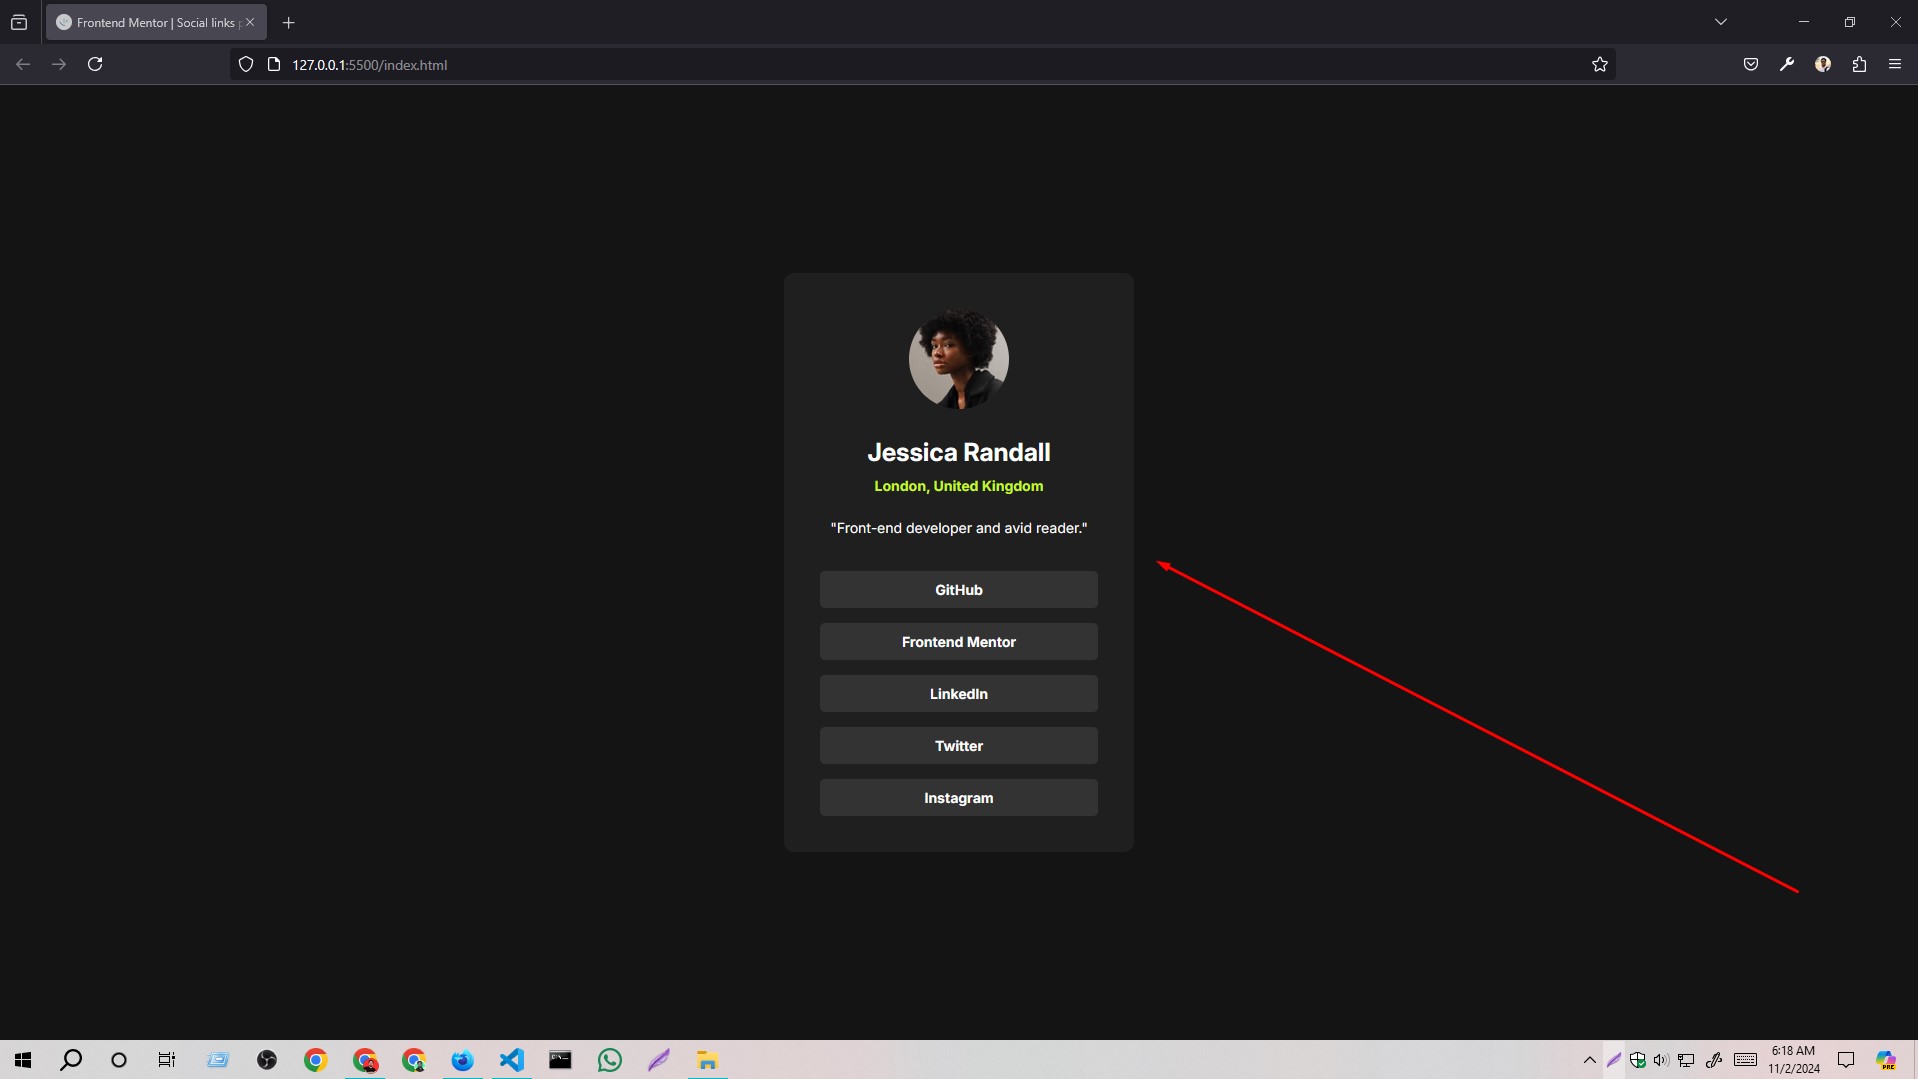 Frontend Mentor | Social links p
127.0.0.1:5500/index.html
Jessica Randall
London, United Kingdom
"Front-end developer and avid reader."
GitHub
Frontend Mentor
LinkedIn
Twitter
Instagram
6:18 AM
11/2/2024
PRE